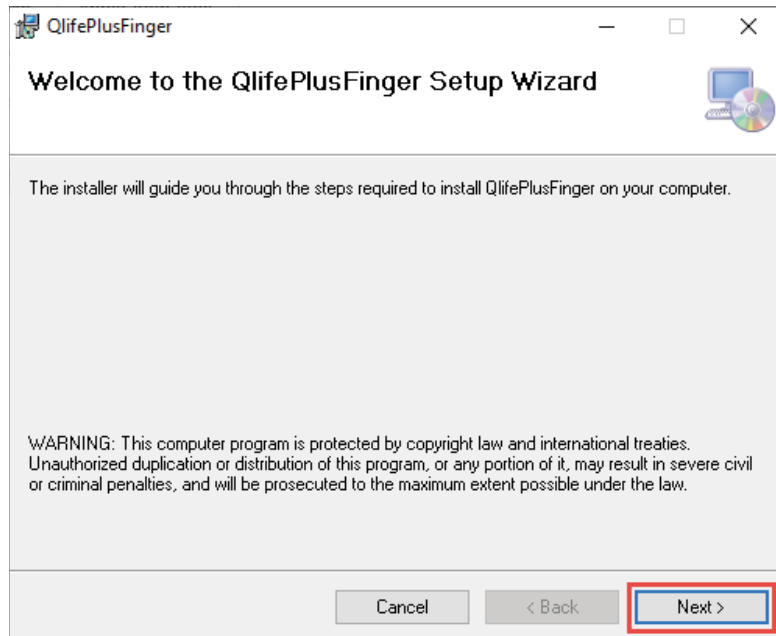 QlifePlusFinger
Welcome to the QlifePlusFinger Setup Wizard
The installer will guide you through the steps required to install QlifePlusFinger on your computer.
WARNING: This computer program is protected by copyright law and international treaties.
Unauthorized duplication or distribution of this program, or any portion of it, may result in severe civil
or criminal penalties, and will be prosecuted to the maximum extent possible under the law.
Cancel
< Back
Next >